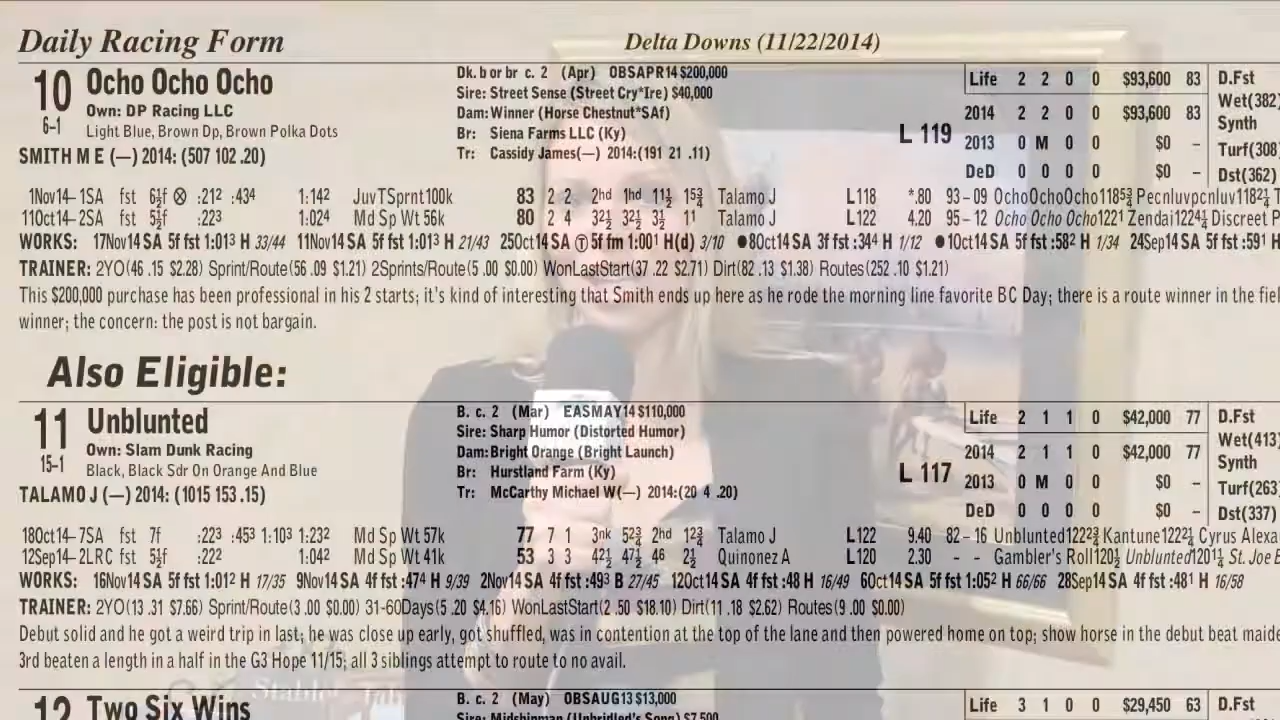 Daily Racing Form
Delta Downs (11/22/2014)
10 Ocho Ocho Ocho
6–1
Own: DP Racing LLC
Light Blue, Brown Dp, Brown Polka Dots
SMITH M E (—) 2014: (507 102 .20)
Dk. b or br c. 2 (Apr) OBSAPR14 $200,000
Sire: Street Sense (Street Cry*Ire) $40,000
Dam: Winner (Horse Chestnut*SAf)
Br: Siena Farms LLC (Ky)
Tr: Cassidy James(—) 2014:(191 21 .11)
L 119
Life 2 2 0 0 $93,600 83
2014 2 2 0 0 $93,600 83
2013 0 M 0 0 $0 –
DeD 0 0 0 0 $0 –
D.Fst
Wet(382)
Synth
Turf(308)
Dst(362)
1Nov14–1SA fst 6½f ⊗ :212 :434 1:142 JuvTSprnt100k 83 2 2 2hd 1hd 11½ 15¾ Talamo J L118 *.80 93–09 OchoOchoOcho1185¾ Pecnluvpcnluv1182¼
11Oct14–2SA fst 5½f :223 1:024 Md Sp Wt 56k 80 2 4 32½ 32½ 3½ 11 Talamo J L122 4.20 95–12 Ocho Ocho Ocho1221 Zendai1224¼ Discreet
WORKS: 17Nov14 SA 5f fst 1:013 H 33/44 11Nov14 SA 5f fst 1:013 H 21/43 25Oct14 SA Ⓣ 5f fm 1:001 H(d) 3/10 ●8Oct14 SA 3f fst :344 H 1/12 ●1Oct14 SA 5f fst :582 H 1/34 24Sep14 SA 5f fst :591 H
TRAINER: 2YO(46 .15 $2.28) Sprint/Route(56 .09 $1.21) 2Sprints/Route(5 .00 $0.00) WonLastStart(37 .22 $2.71) Dirt(82 .13 $1.38) Routes(252 .10 $1.21)
This $200,000 purchase has been professional in his 2 starts; it's kind of interesting that Smith ends up here as he rode the morning line favorite BC Day; there is a route winner in the
winner; the concern: the post is not bargain.
Also Eligible:
11 Unblunted
15–1
Own: Slam Dunk Racing
Black, Black Sdr On Orange And Blue
TALAMO J (—) 2014: (1015 153 .15)
B. c. 2 (Mar) EASMAY14 $110,000
Sire: Sharp Humor (Distorted Humor)
Dam: Bright Orange (Bright Launch)
Br: Hurstland Farm (Ky)
Tr: McCarthy Michael W(—) 2014:(20 4 .20)
L 117
Life 2 1 1 0 $42,000 77
2014 2 1 1 0 $42,000 77
2013 0 M 0 0 $0 –
DeD 0 0 0 0 $0 –
D.Fst
Wet(413)
Synth
Turf(263)
Dst(337)
18Oct14–7SA fst 7f :223 :453 1:103 1:232 Md Sp Wt 57k 77 7 1 3nk 52¾ 2hd 12¾ Talamo J L122 9.40 82–16 Unblunted1222¾ Kantune1222¼ Cyrus
12Sep14–2LRC fst 5½f :222 1:042 Md Sp Wt 41k 53 3 3 42½ 47½ 46 2½ Quinonez A L120 2.30 – – Gambler's Roll120½ Unblunted1201¼ St. Joe
WORKS: 16Nov14 SA 5f fst 1:012 H 17/35 9Nov14 SA 4f fst :474 H 9/39 2Nov14 SA 4f fst :493 B 27/45 12Oct14 SA 4f fst :48 H 16/49 6Oct14 SA 5f fst 1:052 H 66/66 28Sep14 SA 4f fst :481 H 16/58
TRAINER: 2YO(13 .31 $7.66) Sprint/Route(3 .00 $0.00) 31-60Days(5 .20 $4.16) WonLastStart(2 .50 $18.10) Dirt(11 .18 $2.62) Routes(9 .00 $0.00)
Debut solid and he got a weird trip in last; he was close up early, got shuffled, was in contention at the top of the lane and then powered home on top; show horse in the debut beat
3rd beaten a length in a half in the G3 Hope 11/15; all 3 siblings attempt to route to no avail.
12 Two Six Wins
B. c. 2 (May) OBSAUG13 $13,000
Sire: Midshipman (Unbridled's Song) $7,500
Life 3 1 0 0 $29,450 63
D.Fst